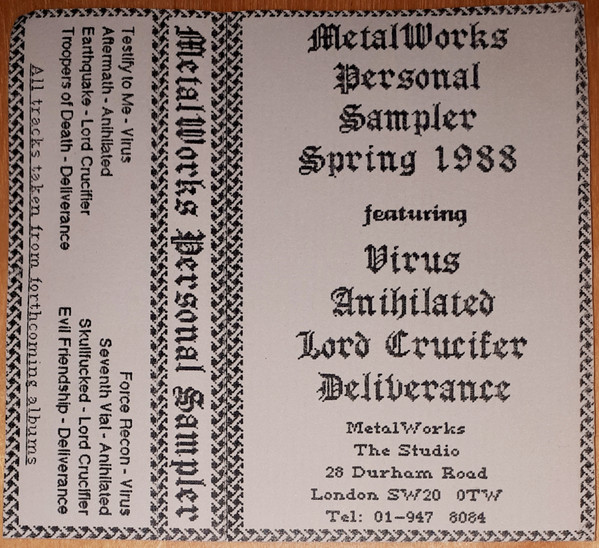 MetalWorks
Personal
Sampler
Spring 1988
featuring
Virus
Anihilated
Lord Crucifer
Deliverance
MetalWorks
The Studio
28 Durham Road
London SW20 0TW
Tel: 01-947 8084
MetalWorks Personal Sampler
Testify to Me - Virus
Aftermath - Anihilated
Earthquake - Lord Crucifier
Troopers of Death - Deliverance
Force Recon - Virus
Seventh Vial - Anihilated
Skullfucked - Lord Crucifier
Evil Friendship - Deliverance
All tracks taken from forthcoming albums